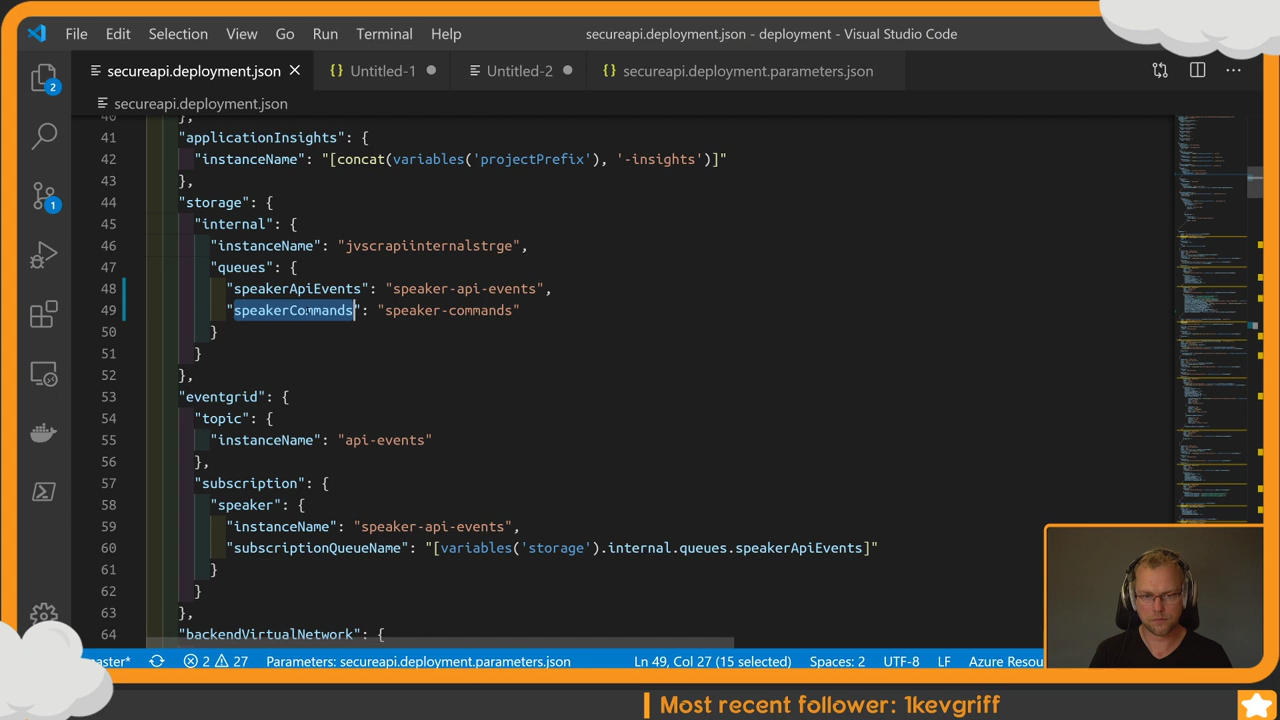 File Edit Selection View Go Run Terminal Help secureapi.deployment.json - deployment - Visual Studio Code
secureapi.deployment.json Untitled-1 Untitled-2 {} secureapi.deployment.parameters.json
secureapi.deployment.json
40 },
41 "applicationInsights": {
42 "instanceName": "[concat(variables('projectPrefix'), '-insights')]"
43 },
44 "storage": {
45 "internal": {
46 "instanceName": "jvscrapiinternalstrge",
47 "queues": {
48 "speakerApiEvents": "speaker-api-events",
49 "speakerCommands": "speaker-commands"
50 }
51 }
52 },
53 "eventgrid": {
54 "topic": {
55 "instanceName": "api-events"
56 },
57 "subscription": {
58 "speaker": {
59 "instanceName": "speaker-api-events",
60 "subscriptionQueueName": "[variables('storage').internal.queues.speakerApiEvents]"
61 }
62 }
63 },
64 "backendVirtualNetwork": {
2
1
2 27 Parameters: secureapi.deployment.parameters.json Ln 49, Col 27 (15 selected) Spaces: 2 UTF-8 LF Azure Resou
Most recent follower: 1kevgriff